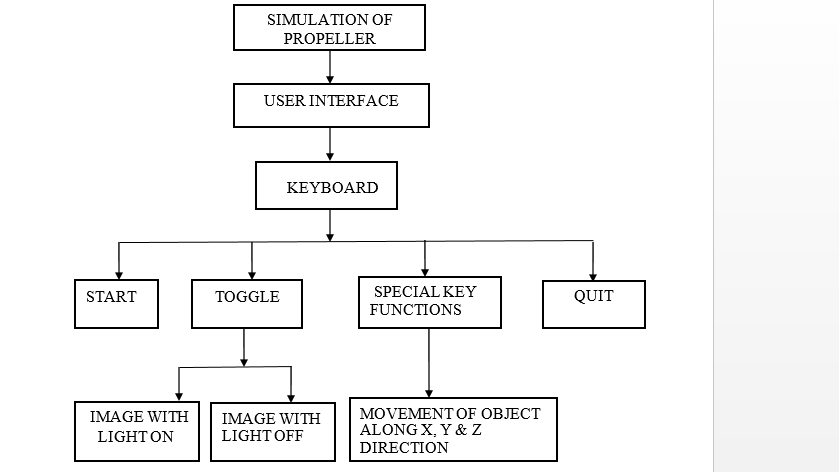 SIMULATION OF
PROPELLER
USER INTERFACE
KEYBOARD
START
TOGGLE
SPECIAL KEY
FUNCTIONS
QUIT
IMAGE WITH
LIGHT ON
IMAGE WITH
LIGHT OFF
MOVEMENT OF OBJECT
ALONG X, Y & Z
DIRECTION